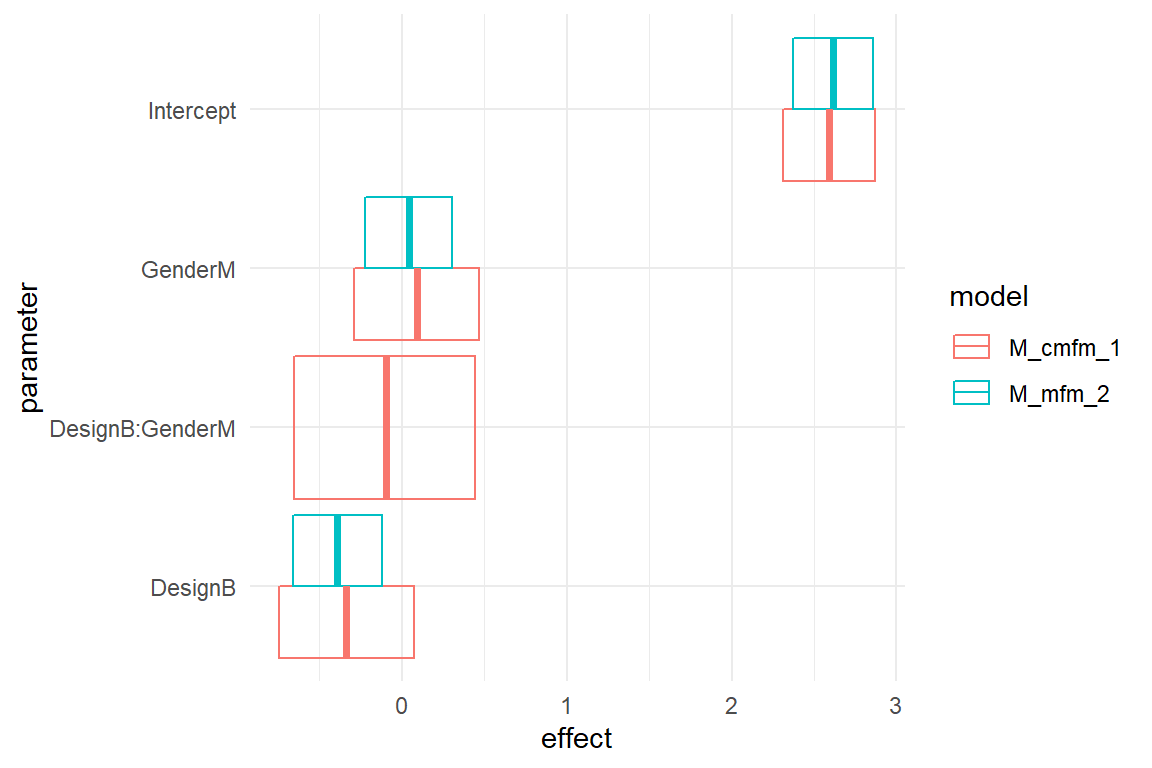 parameter
Intercept
GenderM
DesignB:GenderM
DesignB
0 1 2 3
effect
model
M_cmfm_1
M_mfm_2